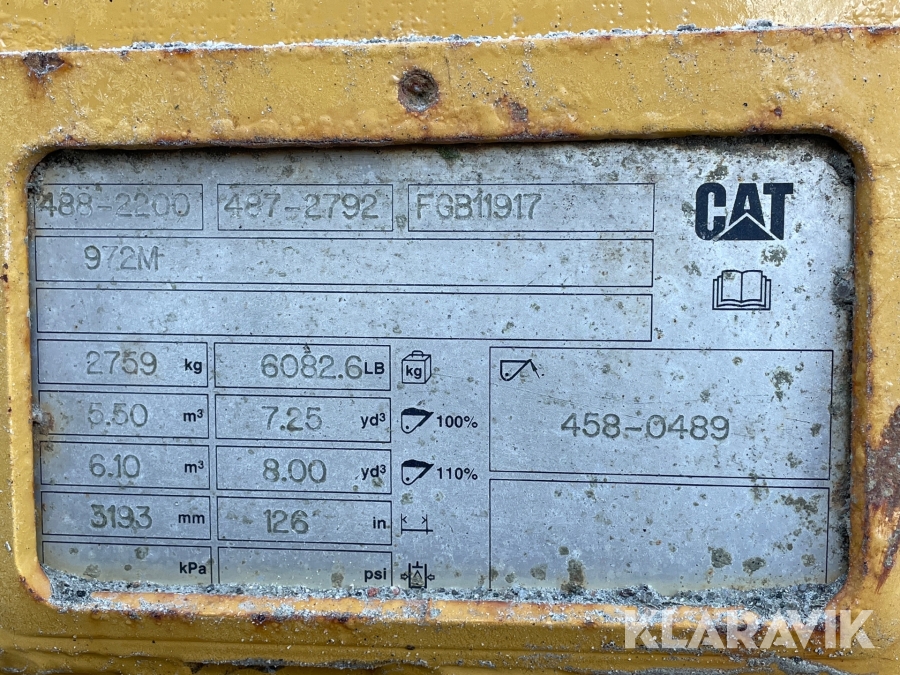 488-2200 487-2792 FGB11917
CAT
972M
2759 kg 6082.6 LB kg
5.50 m³ 7.25 yd³ 100%
458-0489
6.10 m³ 8.00 yd³ 110%
3193 mm 126 in
kPa psi
KLARAVIK